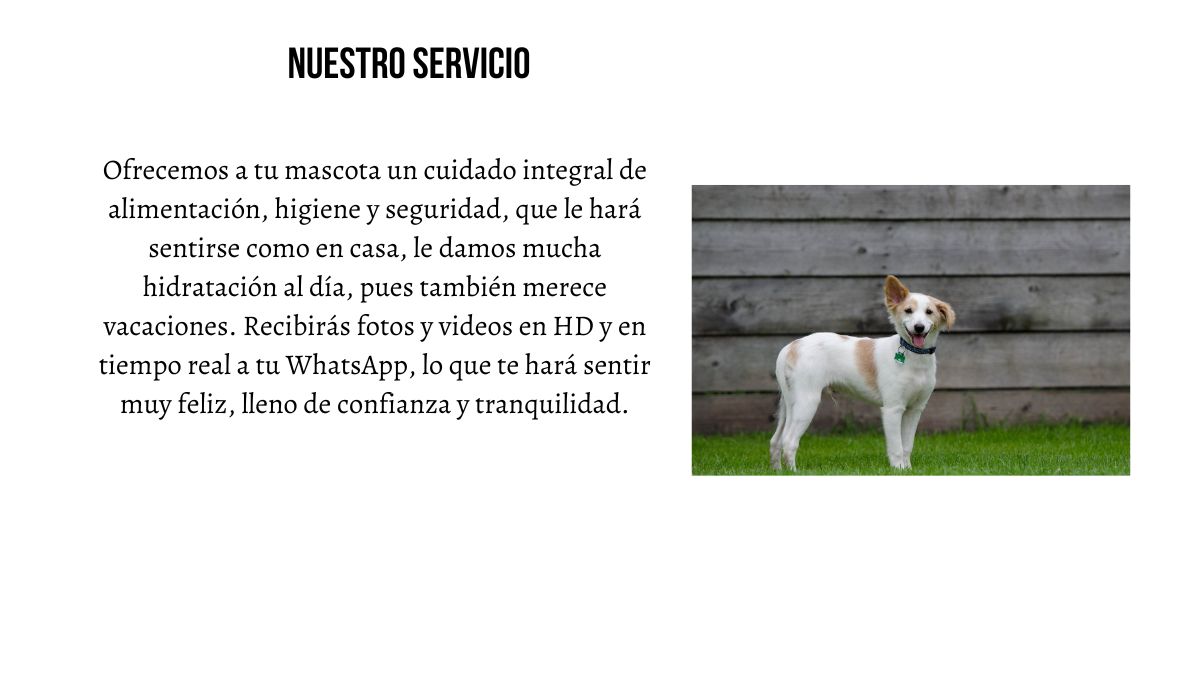 NUESTRO SERVICIO
Ofrecemos a tu mascota un cuidado integral de
alimentación, higiene y seguridad, que le hará
sentirse como en casa, le damos mucha
hidratación al día, pues también merece
vacaciones. Recibirás fotos y videos en HD y en
tiempo real a tu WhatsApp, lo que te hará sentir
muy feliz, lleno de confianza y tranquilidad.